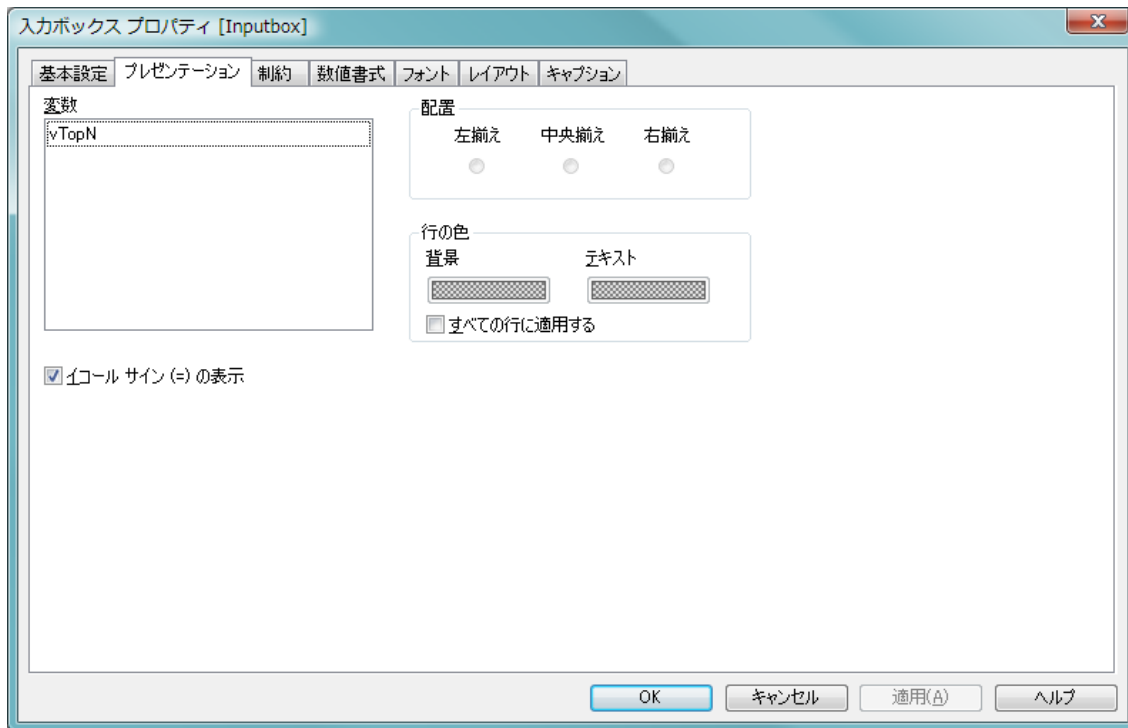 入力ボックス プロパティ [Inputbox]
基本設定 プレゼンテーション 制約 数値書式 フォント レイアウト キャプション
変数
vTopN
配置
左揃え 中央揃え 右揃え
行の色
背景 テキスト
すべての行に適用する
イコール サイン (=) の表示
OK キャンセル 適用(A) ヘルプ